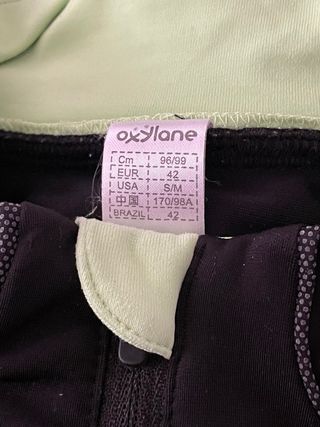 oxylane
Cm 96/99
EUR 42
USA S/M
中国 170/98A
BRAZIL 42